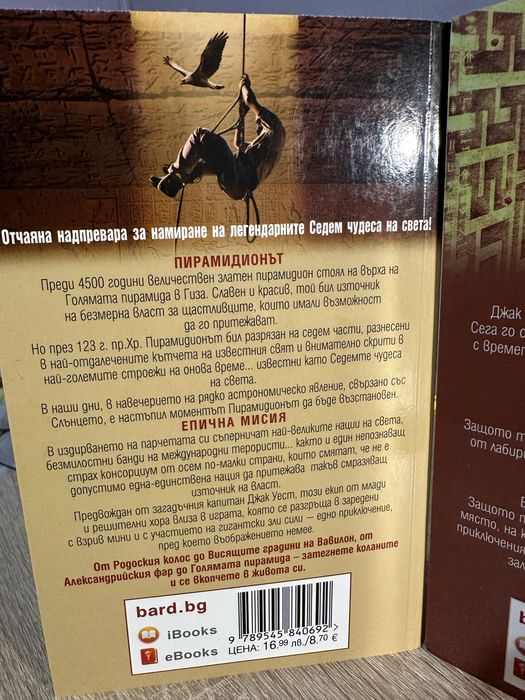 Отчаяна надпревара за намиране на легендарните Седем чудеса на света!
ПИРАМИДИОНЪТ
Преди 4500 години величествен златен пирамидион стоял на върха на
Голямата пирамида в Гиза. Славен и красив, той бил източник
на безмерна власт за щастливците, които имали възможност
да го притежават.
Но през 123 г. пр.Хр. Пирамидионът бил разрязан на седем части, разнесени
в най-отдалечените кътчета на известния свят и внимателно скрити в
най-големите строежи на онова време... известни като Седемте чудеса
на света.
В наши дни, в навечерието на рядко астрономическо явление, свързано със
Слънцето, е настъпил моментът Пирамидионът да бъде възстановен.
ЕПИЧНА МИСИЯ
В издирването на парчетата си съперничат най-великите нации на света,
безмилостни банди на международни терористи... както и един непознаващ
страх консорциум от осем по-малки страни, които смятат, че не е
допустимо една-единствена нация да притежава такъв смразяващ
източник на власт.
Предвождан от загадъчния капитан Джак Уест, този екип от млади
и решителни хора влиза в играта, която се разгръща в заредени
с взрив мини и с участието на гигантски зли сили – едно приключение,
пред което въображението немее.
От Родоския колос до Висящите градини на Вавилон, от
Александрийския фар до Голямата пирамида – затегнете коланите
и се вкопчете в живота си.
bard.bg
iBooks
eBooks
9 789545 840692 >
ЦЕНА: 16.99 лв./8.70 €
Джак
Сега го о
с времет
Защото т
от лабири
Защото п
място, на к
приключения
зал
bard